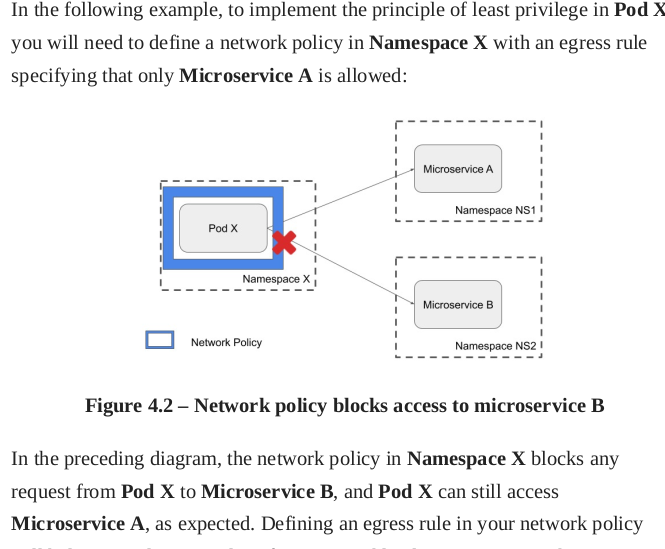 In the following example, to implement the principle of least privilege in Pod X
you will need to define a network policy in Namespace X with an egress rule
specifying that only Microservice A is allowed:
Microservice A
Namespace NS1
Pod X
Namespace X
Microservice B
Namespace NS2
Network Policy
Figure 4.2 – Network policy blocks access to microservice B
In the preceding diagram, the network policy in Namespace X blocks any
request from Pod X to Microservice B, and Pod X can still access
Microservice A, as expected. Defining an egress rule in your network policy